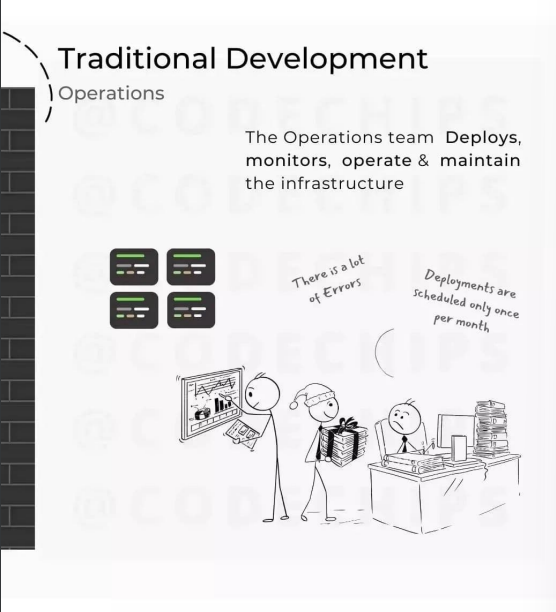 Traditional Development
Operations
The Operations team Deploys,
monitors, operate & maintain
the infrastructure
There is a lot
of Errors
Deployments are
scheduled only once
per month
@CODECHIPS
@CODECHIPS
@CODECHIPS
@CODECHIPS
@CODECHIPS
@CODECHIPS